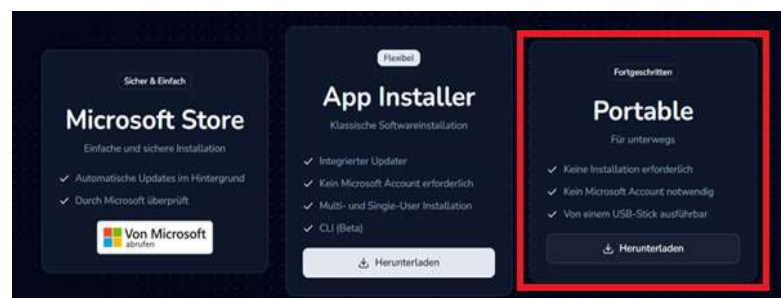 Sicher & Einfach
Microsoft Store
Einfache und sichere Installation
Automatische Updates im Hintergrund
Durch Microsoft überprüft
Von Microsoft
abrufen
Flexibel
App Installer
Klassische Softwareinstallation
Integrierter Updater
Kein Microsoft Account erforderlich
Multi- und Single-User Installation
CLI (Beta)
Herunterladen
Fortgeschritten
Portable
Für unterwegs
Keine Installation erforderlich
Kein Microsoft Account notwendig
Von einem USB-Stick ausführbar
Herunterladen